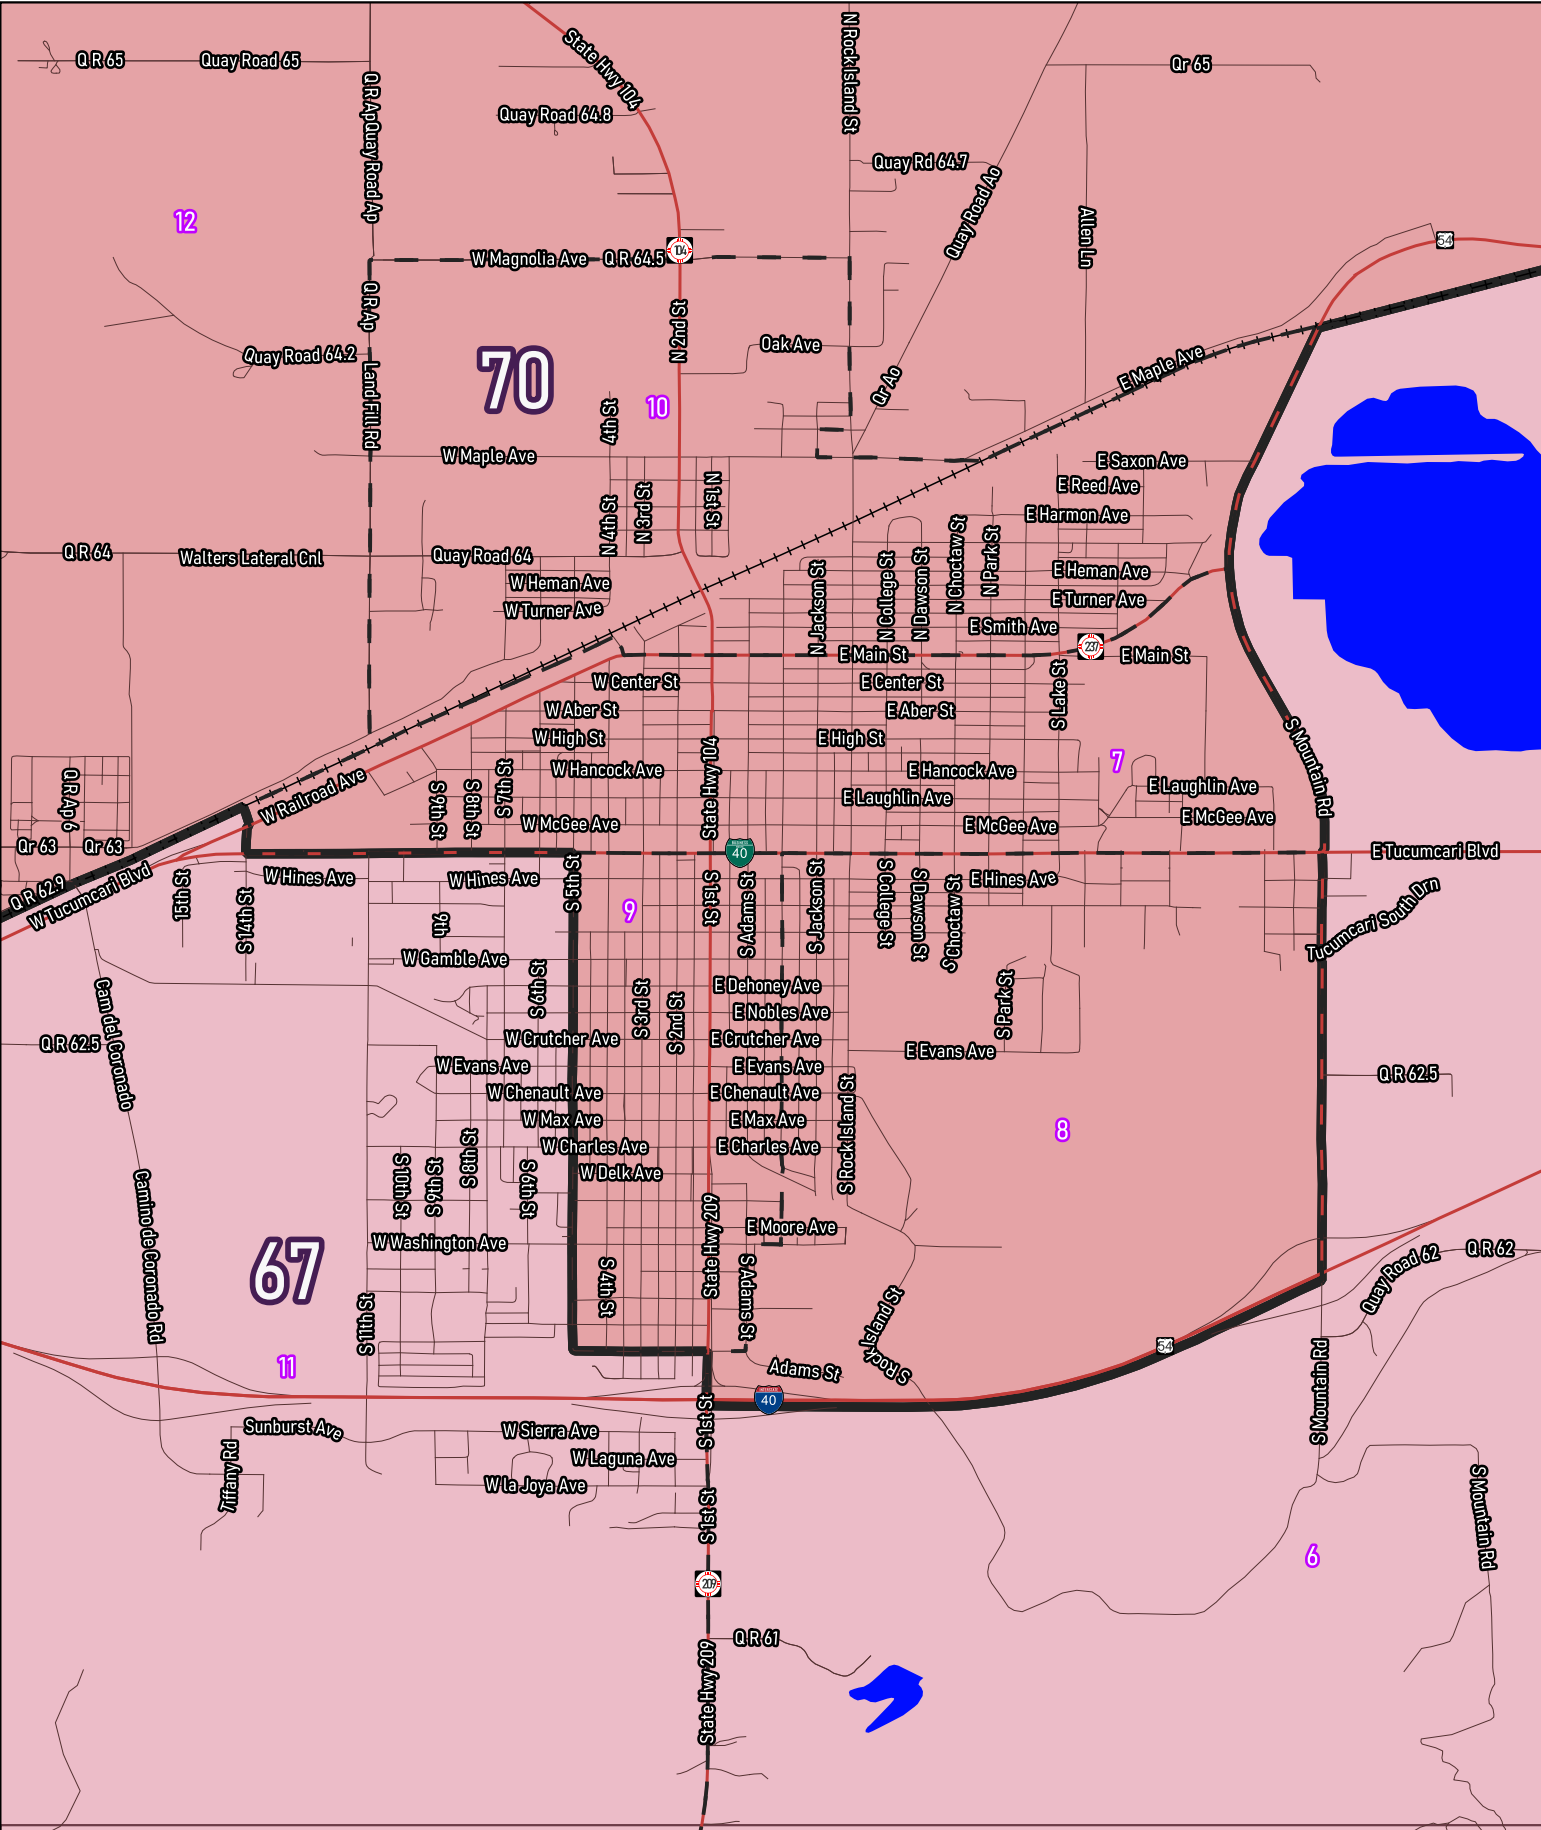 Q R 65
Quay Road 65
State Hwy 104
N Rock Island St
Qr 65
Q R Ap
Quay Road Ap
Quay Road 64.8
Quay Rd 64.7
Quay Road Ao
Allen Ln
12
54
W Magnolia Ave
Q R 64.5
104
Q R Ap
N 2nd St
Quay Road 64.2
Oak Ave
70
Land Fill Rd
E Maple Ave
Qr Ao
10
4th St
W Maple Ave
E Saxon Ave
N 1st St
E Reed Ave
N 3rd St
N 4th St
E Harmon Ave
Q R 64
Walters Lateral Cnl
Quay Road 64
N Choctaw St
N Park St
N College St
N Dawson St
N Jackson St
W Heman Ave
E Heman Ave
W Turner Ave
E Turner Ave
E Smith Ave
237
E Main St
E Main St
W Center St
E Center St
S Lake St
W Aber St
E Aber St
W High St
E High St
State Hwy 104
7
S Mountain Rd
W Hancock Ave
E Hancock Ave
Q R Ap 6
W Railroad Ave
S 9th St
S 8th St
S 7th St
E Laughlin Ave
E Laughlin Ave
W McGee Ave
E McGee Ave
E McGee Ave
Qr 63
Qr 63
BUSINESS
40
E Tucumcari Blvd
Q R 62.9
W Tucumcari Blvd
15th St
S 14th St
W Hines Ave
W Hines Ave
S 5th St
S 1st St
S Adams St
S Jackson St
S College St
S Dawson St
S Choctaw St
E Hines Ave
9th
9
Tucumcari South Drn
W Gamble Ave
S 6th St
S 3rd St
S 2nd St
E Dehoney Ave
S Park St
Cam del Coronado
E Nobles Ave
Q R 62.5
W Crutcher Ave
E Crutcher Ave
E Evans Ave
W Evans Ave
E Evans Ave
Q R 62.5
W Chenault Ave
E Chenault Ave
S Rock Island St
W Max Ave
E Max Ave
8
W Charles Ave
E Charles Ave
Camino de Coronado Rd
S 10th St
S 9th St
S 8th St
S 6th St
W Delk Ave
State Hwy 209
W Washington Ave
E Moore Ave
67
S 4th St
S Adams St
Quay Road 62
Q R 62
S 11th St
S Rock Island St
54
11
Adams St
INTERSTATE
40
S Mountain Rd
S 1st St
Sunburst Ave
W Sierra Ave
W Laguna Ave
Tiffany Rd
W la Joya Ave
S 1st St
S Mountain Rd
6
209
Q R 61
State Hwy 209